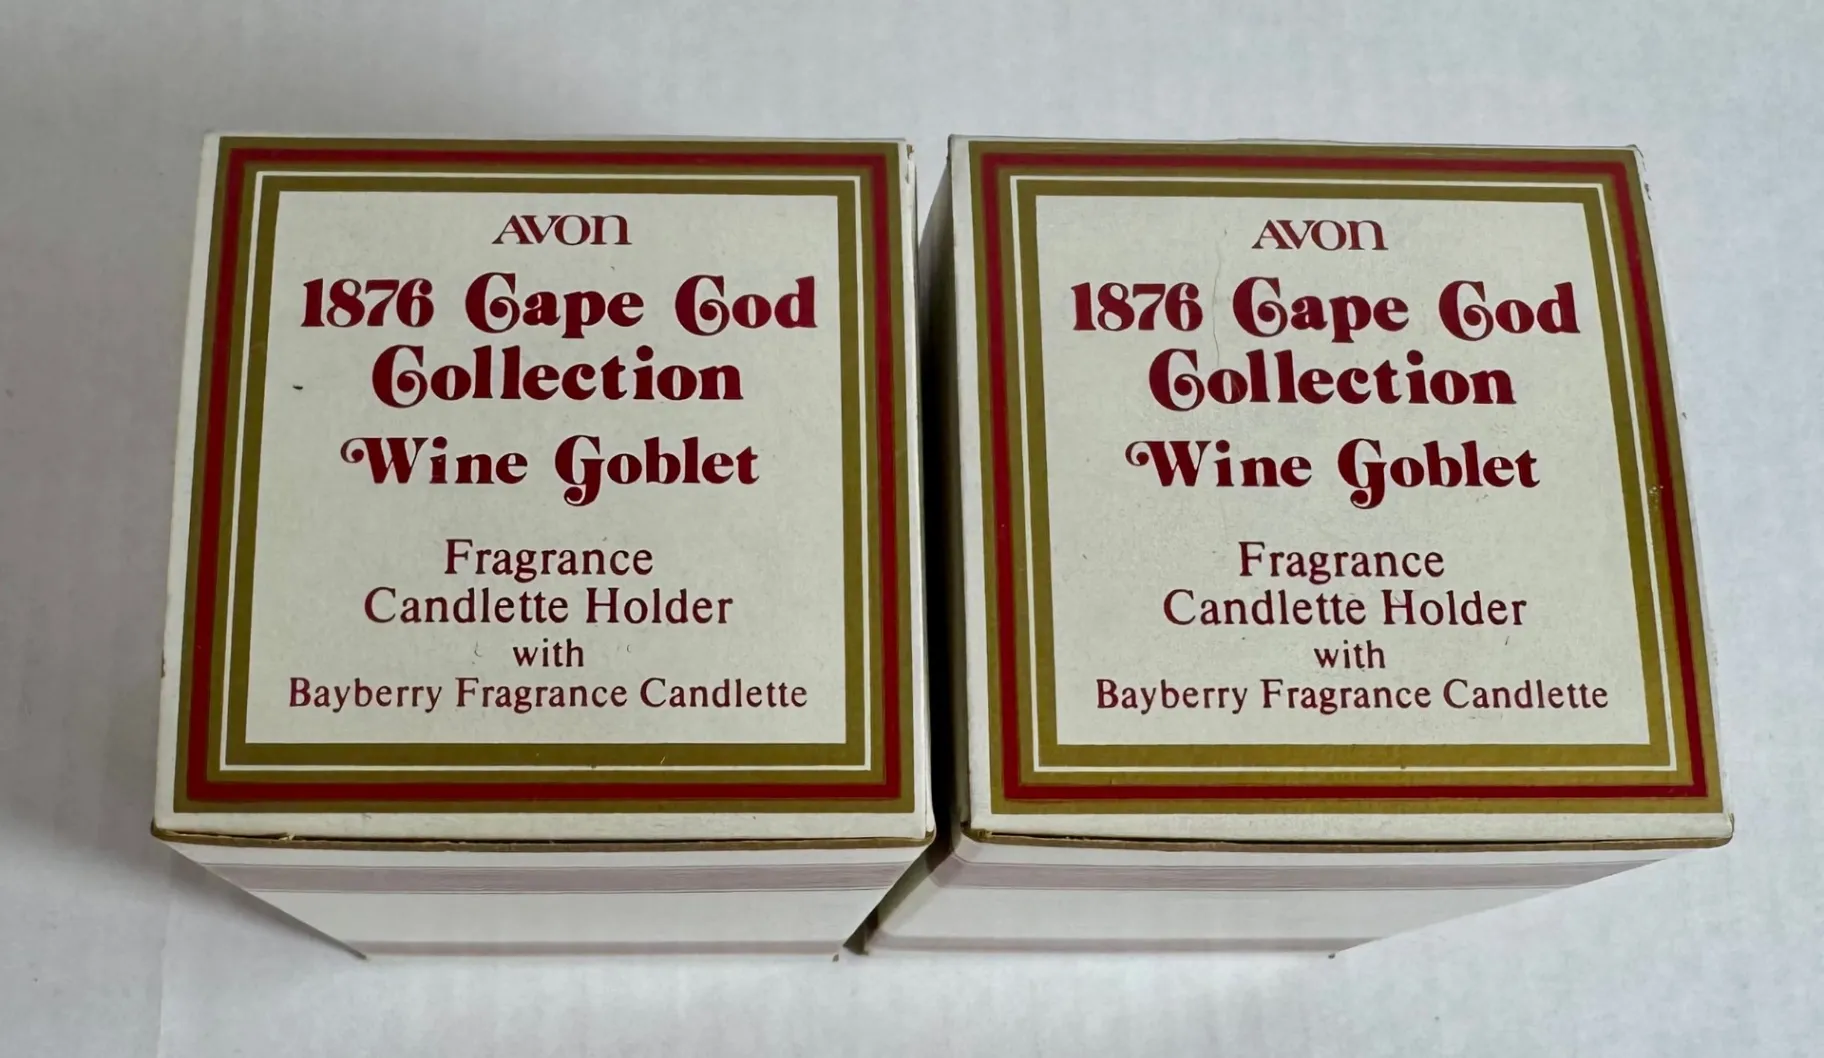 AVON
1876 Cape Cod
Collection
Wine Goblet
Fragrance
Candlette Holder
with
Bayberry Fragrance Candlette
AVON
1876 Cape Cod
Collection
Wine Goblet
Fragrance
Candlette Holder
with
Bayberry Fragrance Candlette